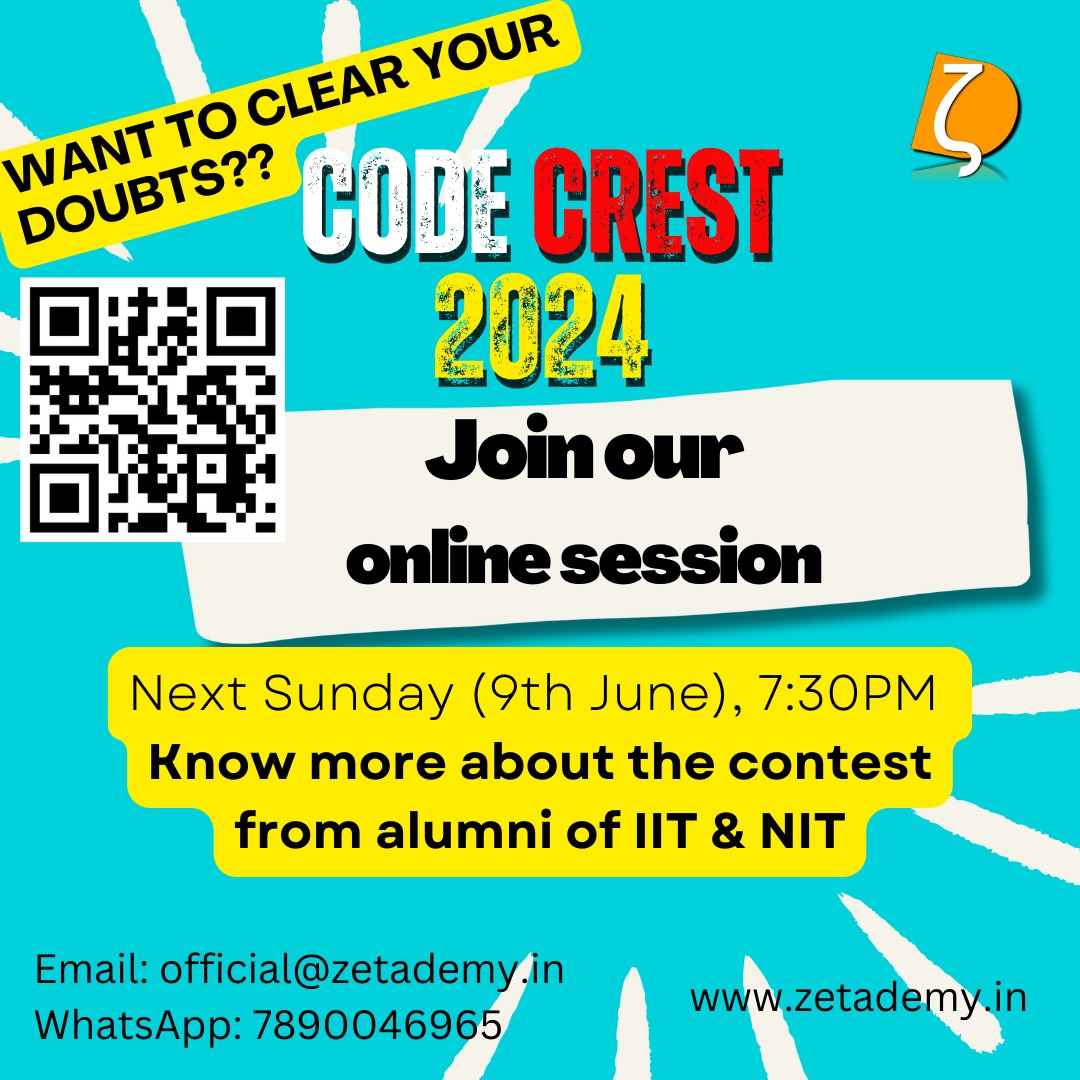 WANT TO CLEAR YOUR
DOUBTS??
ζ
CODE CREST
2024
Join our
online session
Next Sunday (9th June), 7:30PM
Know more about the contest
from alumni of IIT & NIT
Email: official@zetademy.in
WhatsApp: 7890046965
www.zetademy.in